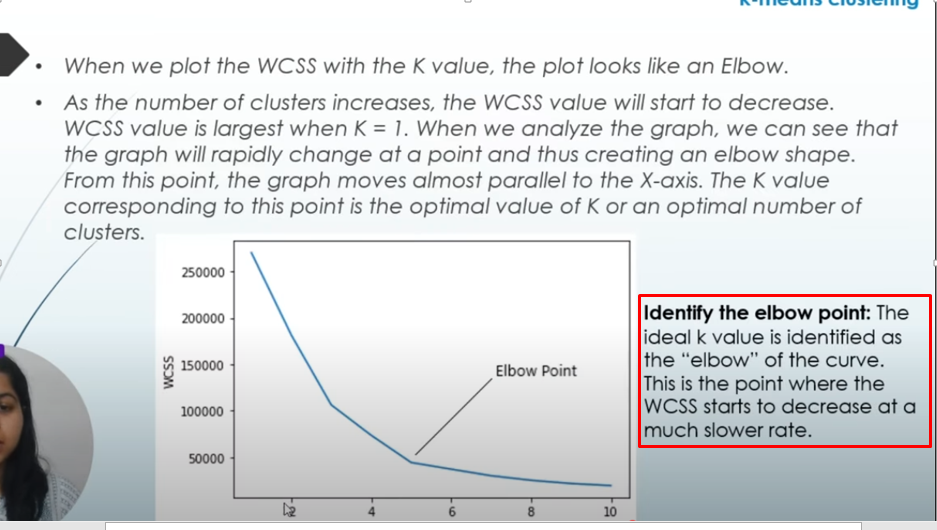 K-means clustering
• When we plot the WCSS with the K value, the plot looks like an Elbow.
• As the number of clusters increases, the WCSS value will start to decrease.
WCSS value is largest when K = 1. When we analyze the graph, we can see that
the graph will rapidly change at a point and thus creating an elbow shape.
From this point, the graph moves almost parallel to the X-axis. The K value
corresponding to this point is the optimal value of K or an optimal number of
clusters.
250000
200000
150000
100000
50000
WCSS
Elbow Point
2
4
6
8
10
Identify the elbow point: The
ideal k value is identified as
the “elbow” of the curve.
This is the point where the
WCSS starts to decrease at a
much slower rate.